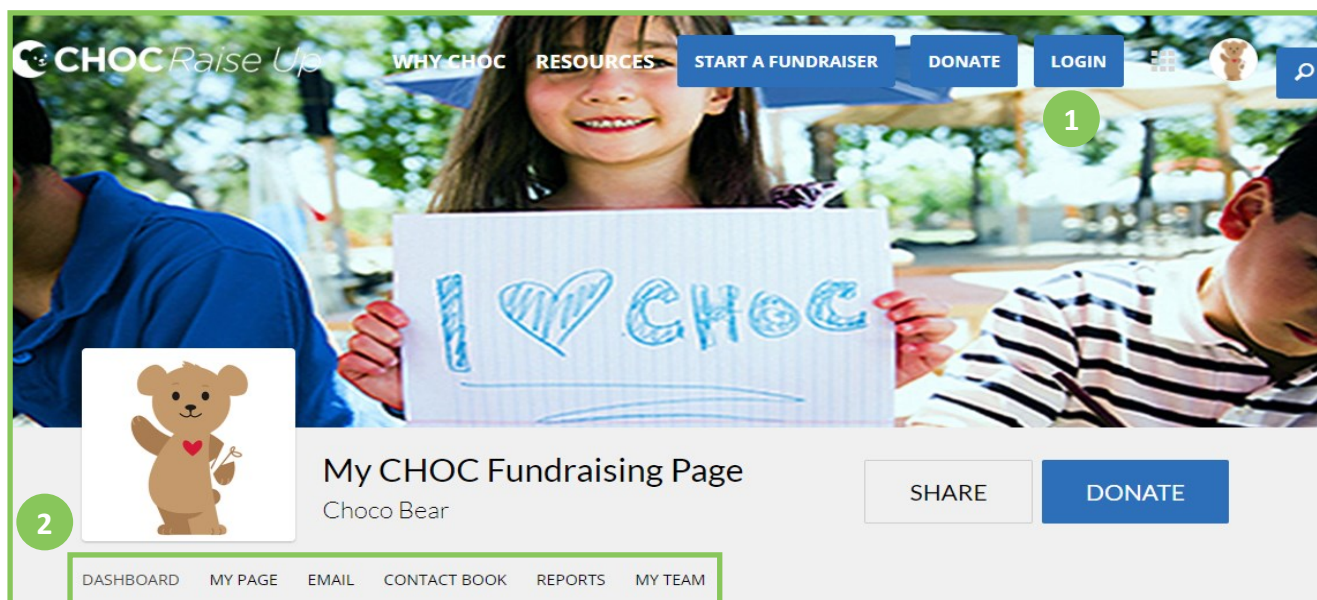 CHOC Raise Up WHY CHOC RESOURCES START A FUNDRAISER DONATE LOGIN
1
I CHOC
My CHOC Fundraising Page
Choco Bear
SHARE DONATE
2
DASHBOARD MY PAGE EMAIL CONTACT BOOK REPORTS MY TEAM